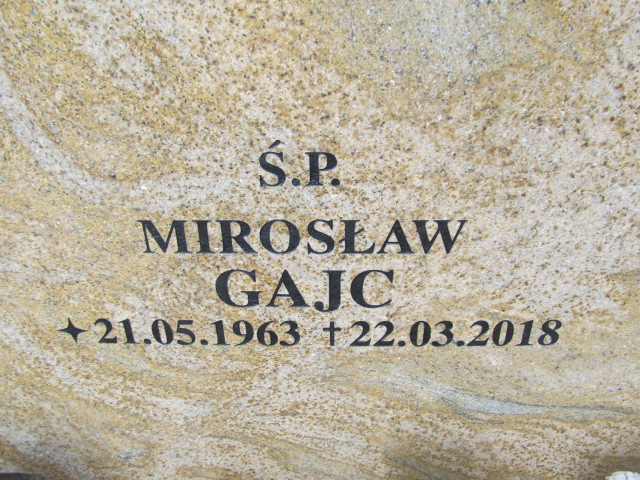 Ś.P.
MIROSŁAW
GAJC
✦21.05.1963 †22.03.2018